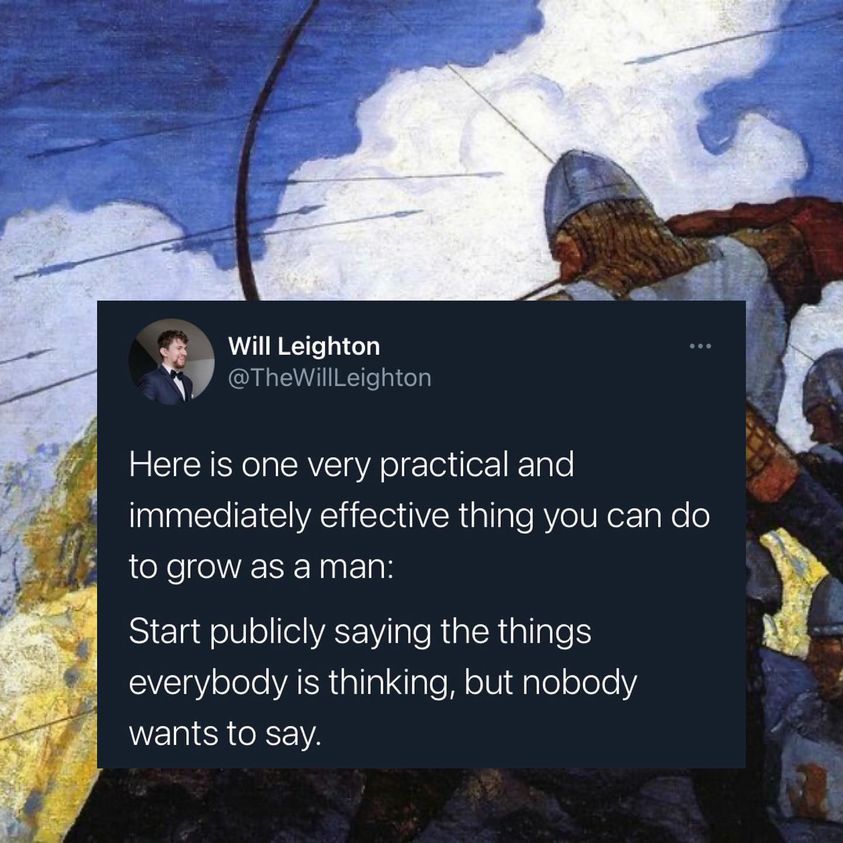 Will Leighton
@TheWillLeighton
Here is one very practical and
immediately effective thing you can do
to grow as a man:
Start publicly saying the things
everybody is thinking, but nobody
wants to say.